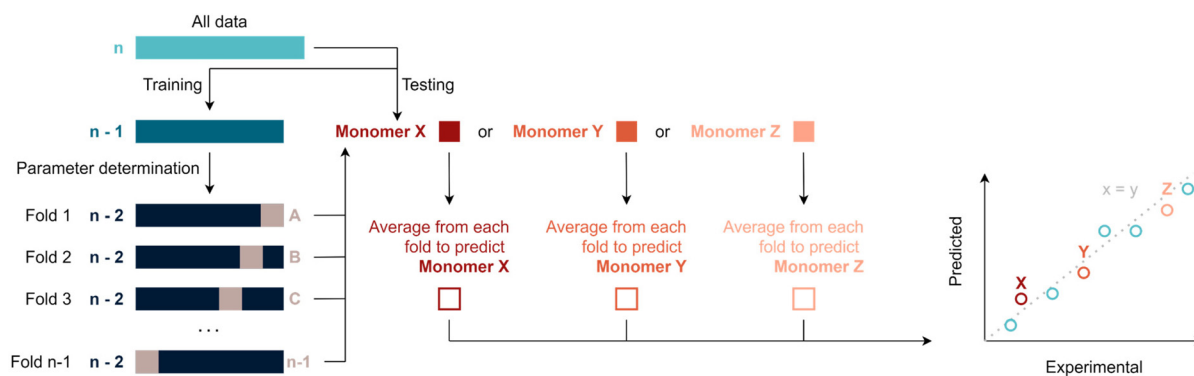 All data
n
Training
Testing
n - 1
Monomer X or Monomer Y or Monomer Z
Parameter determination
Fold 1 n - 2 A
Fold 2 n - 2 B
Fold 3 n - 2 C
...
Fold n-1 n - 2 n-1
Average from each
fold to predict
Monomer X
Average from each
fold to predict
Monomer Y
Average from each
fold to predict
Monomer Z
Predicted
x = y
X
Y
Z
Experimental